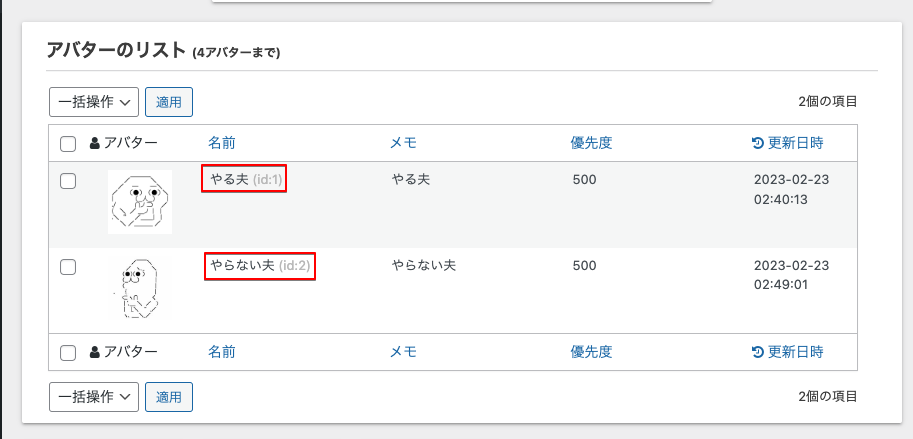 アバターのリスト (4アバターまで)
一括操作 適用 2個の項目
アバター 名前 メモ 優先度 更新日時
やる夫 (id:1) やる夫 500 2023-02-23
02:40:13
やらない夫 (id:2) やらない夫 500 2023-02-23
02:49:01
アバター 名前 メモ 優先度 更新日時
一括操作 適用 2個の項目